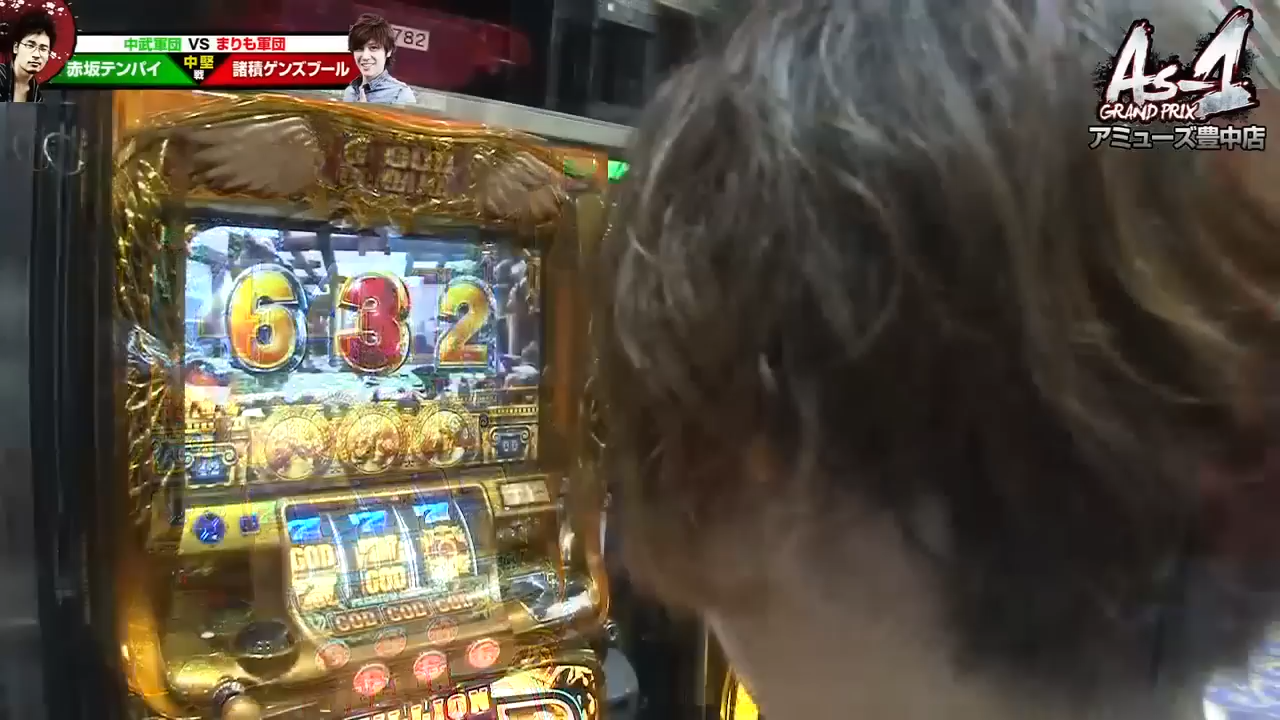 中武軍団 VS まりも軍団
赤坂テンパイ 中堅戦 諸積ゲンズブール
782
As-1
GRAND PRIX
アミューズ豊中店
6 3 2
GOD
GOD
GOD GOD GOD
MILLION